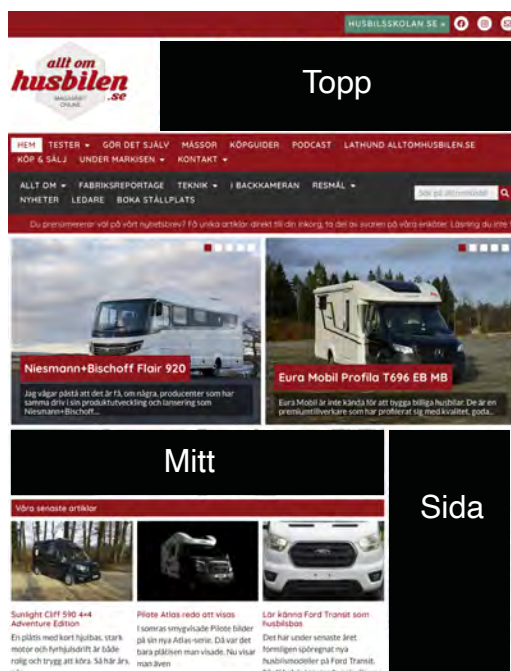 HUSBILSSKOLAN.SE »
allt om
husbilen
.se
MAGASINET
ONLINE
Topp
HEM TESTER GÖR DET SJÄLV MÄSSOR KÖPGUIDER PODCAST LATHUND ALLTOMHUSBILEN.SE
KÖP & SÄLJ UNDER MARKISEN KONTAKT
ALLT OM FABRIKSREPORTAGE TEKNIK I BACKKAMERAN RESMÅL
NYHETER LEDARE BOKA STÄLLPLATS
Sök på
Du prenumererar väl på vårt nyhetsbrev? Få unika artiklar direkt till din inkorg, ta del av svaren på våra enkäter. Läsning du inte
Niesmann+Bischoff Flair 920
Jag vågar påstå att det är få, om några, producenter som har
samma driv i sin produktutveckling och lansering som
Niesmann+Bischoff...
Eura Mobil Profila T696 EB MB
Eura Mobil är inte kända för att bygga billiga husbilar. De är en
premiumtillverkare som har profilerat sig med kvalitet, goda...
Mitt
Sida
Våra senaste artiklar
Sunlight Cliff 590 4×4
Adventure Edition
En plåtis med kort hjulbas, stark
motor och fyrhjulsdrift är både
rolig och trygg att köra. Så här års,
Pilote Atlas redo att visas
I somras smygvisade Pilote bilder
på sin nya Atlas-serie. Då var det
bara plåtisen man visade. Nu visar
man även
Lär känna Ford Transit som
husbilsbas
Det har under senaste året
formligen spöregnat nya
husbilsmodeller på Ford Transit.